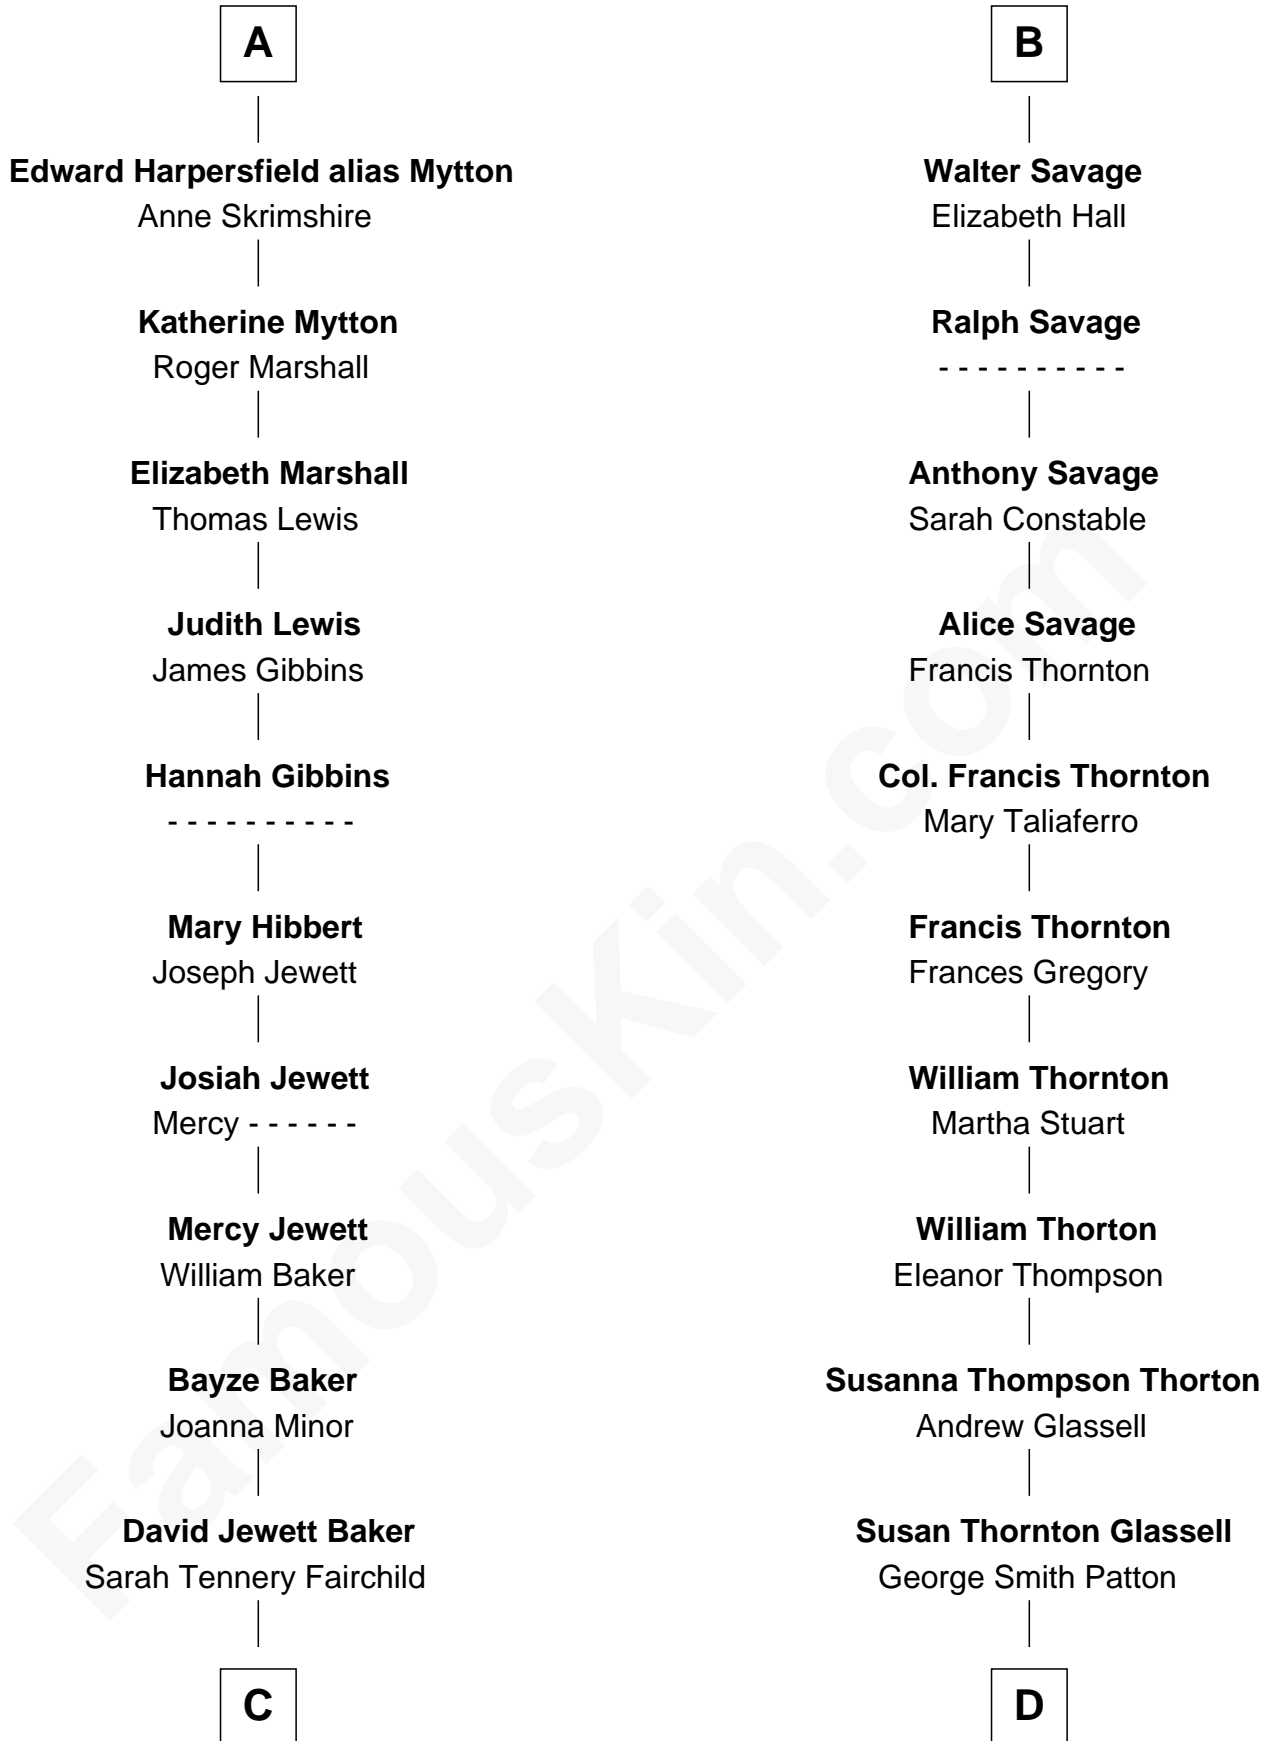 A
Edward Harpersfield alias Mytton
Anne Skrimshire
Katherine Mytton
Roger Marshall
Elizabeth Marshall
Thomas Lewis
Judith Lewis
James Gibbins
Hannah Gibbins
- - - - - - - - - -
Mary Hibbert
Joseph Jewett
Josiah Jewett
Mercy - - - - - -
Mercy Jewett
William Baker
Bayze Baker
Joanna Minor
David Jewett Baker
Sarah Tennery Fairchild
C
B
Walter Savage
Elizabeth Hall
Ralph Savage
- - - - - - - - - -
Anthony Savage
Sarah Constable
Alice Savage
Francis Thornton
Col. Francis Thornton
Mary Taliaferro
Francis Thornton
Frances Gregory
William Thornton
Martha Stuart
William Thorton
Eleanor Thompson
Susanna Thompson Thorton
Andrew Glassell
Susan Thornton Glassell
George Smith Patton
D
FamousKin.com